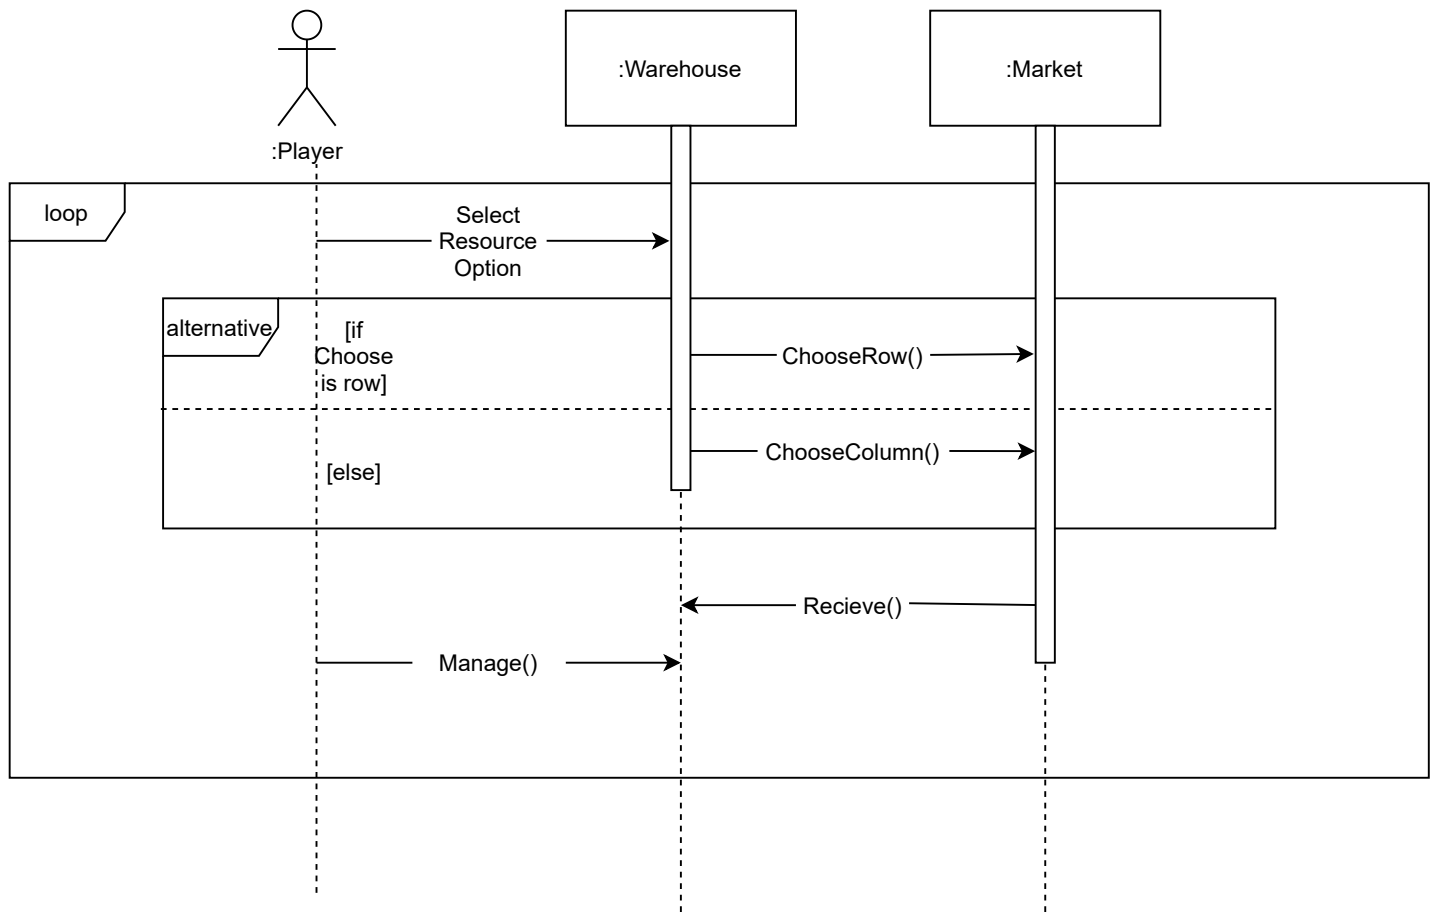 :Warehouse
:Market
:Player
loop
Select
Resource
Option
alternative
[if
Choose
is row]
ChooseRow()
ChooseColumn()
[else]
Recieve()
Manage()